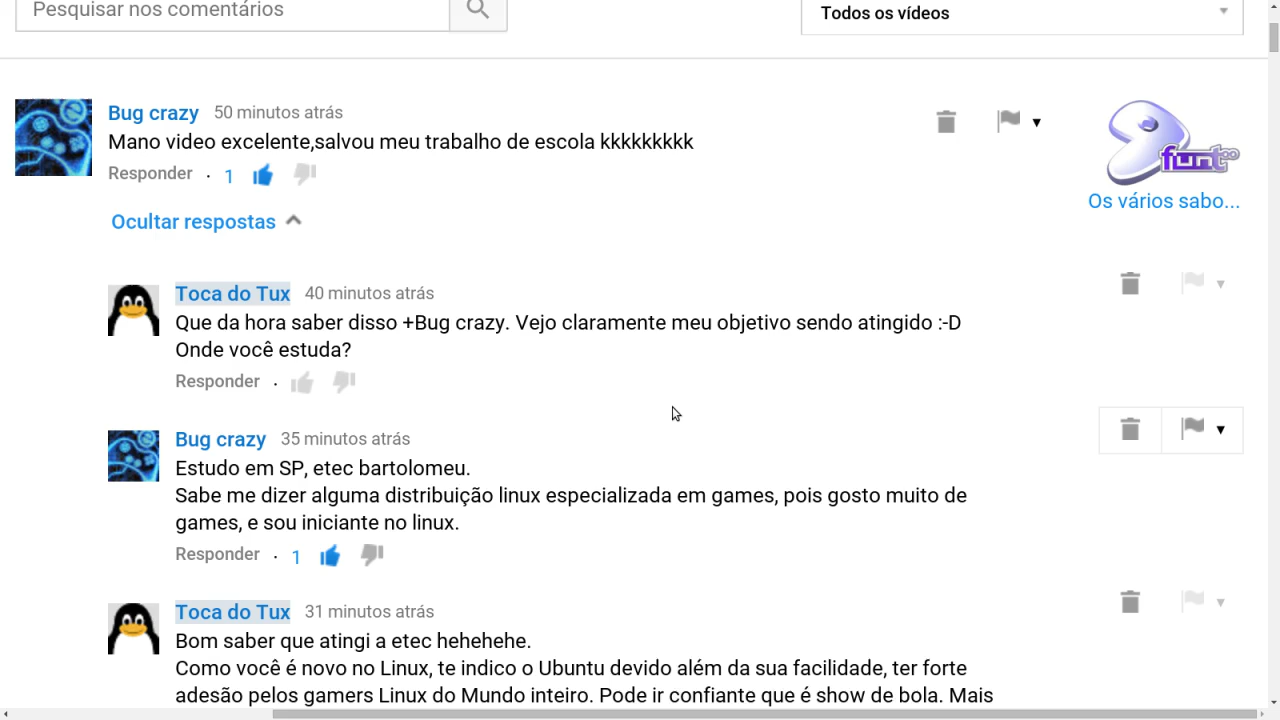 Pesquisar nos comentários
Todos os vídeos
Bug crazy 50 minutos atrás
Mano video excelente,salvou meu trabalho de escola kkkkkkkkk
Responder · 1
funtoo
Os vários sabo...
Ocultar respostas
Toca do Tux 40 minutos atrás
Que da hora saber disso +Bug crazy. Vejo claramente meu objetivo sendo atingido :-D
Onde você estuda?
Responder ·
Bug crazy 35 minutos atrás
Estudo em SP, etec bartolomeu.
Sabe me dizer alguma distribuição linux especializada em games, pois gosto muito de
games, e sou iniciante no linux.
Responder · 1
Toca do Tux 31 minutos atrás
Bom saber que atingi a etec hehehehe.
Como você é novo no Linux, te indico o Ubuntu devido além da sua facilidade, ter forte
adesão pelos gamers Linux do Mundo inteiro. Pode ir confiante que é show de bola. Mais